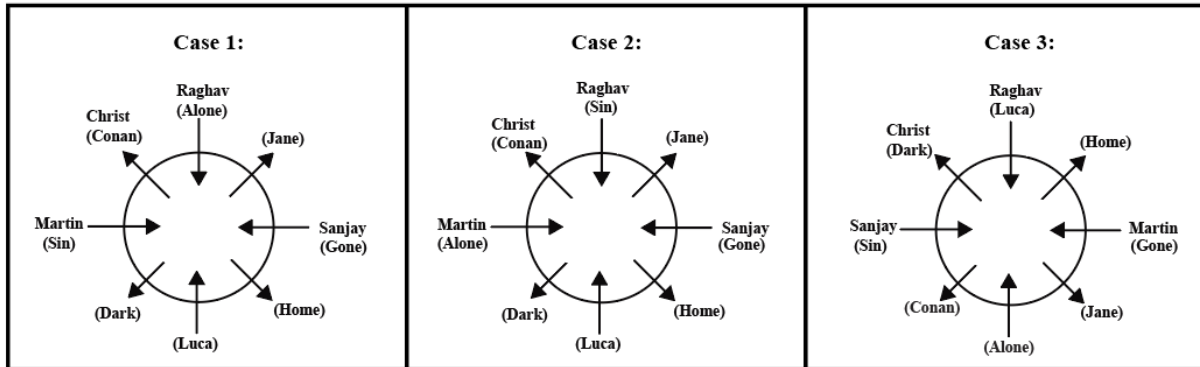 Case 1:
Raghav
(Alone)
Christ
(Conan)
(Jane)
Martin
(Sin)
Sanjay
(Gone)
(Dark)
(Home)
(Luca)
Case 2:
Raghav
(Sin)
Christ
(Conan)
(Jane)
Martin
(Alone)
Sanjay
(Gone)
(Dark)
(Home)
(Luca)
Case 3:
Raghav
(Luca)
Christ
(Dark)
(Home)
Sanjay
(Sin)
Martin
(Gone)
(Conan)
(Jane)
(Alone)